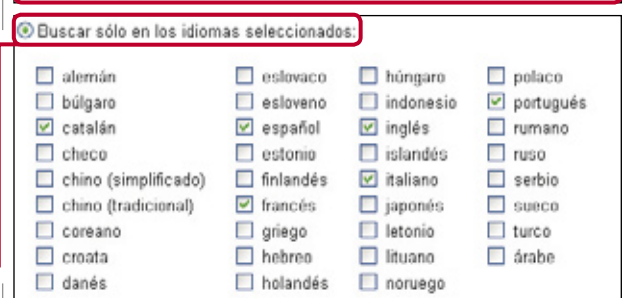 Buscar sólo en los idiomas seleccionados:
alemán eslovaco húngaro polaco
búlgaro esloveno indonesio portugués
catalán español inglés rumano
checo estonio islandés ruso
chino (simplificado) finlandés italiano serbio
chino (tradicional) francés japonés sueco
coreano griego letonio turco
croata hebreo lituano árabe
danés holandés noruego